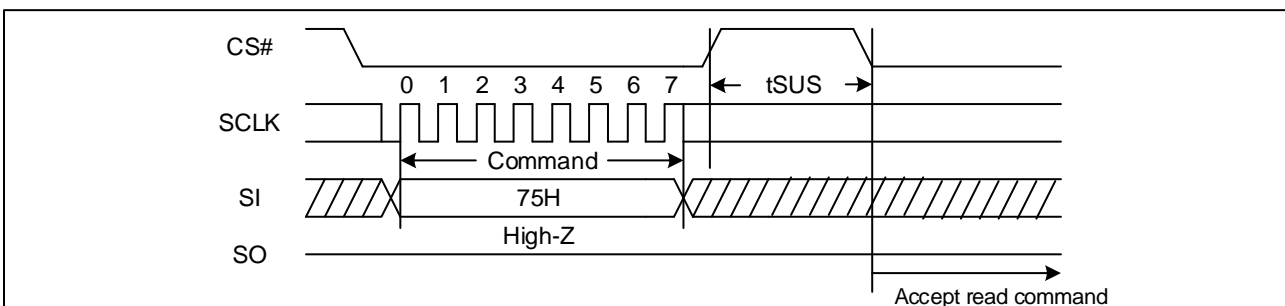 CS#
0 1 2 3 4 5 6 7
tSUS
SCLK
Command
SI
75H
High-Z
SO
Accept read command